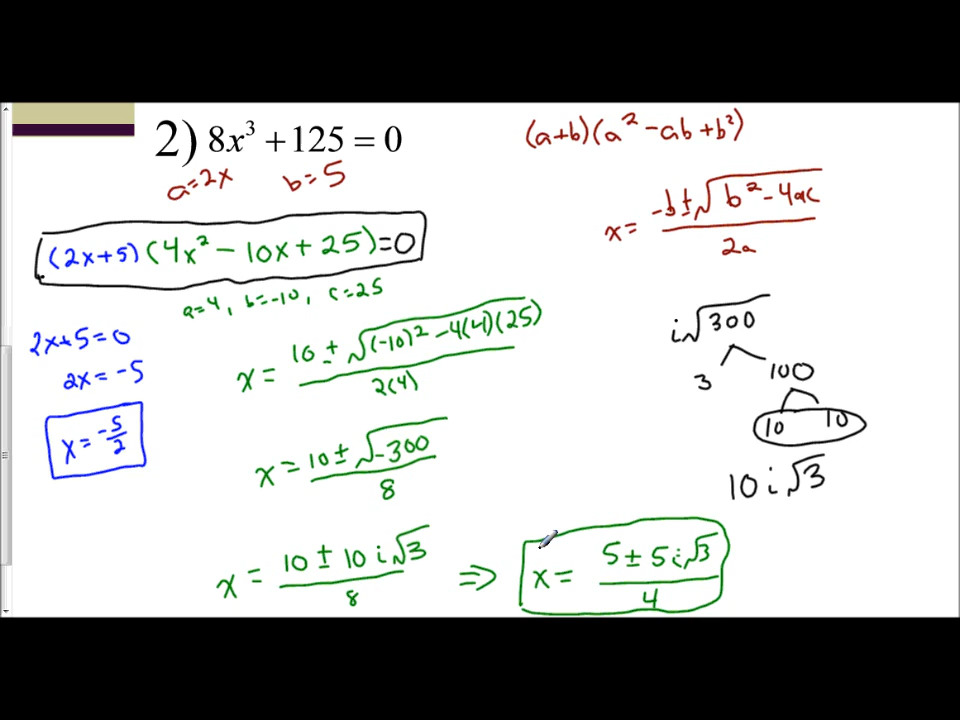 2) 8x³ + 125 = 0
(a+b)(a² - ab + b²)
a=2x b=5
x = -b±√b² - 4ac / 2a
(2x+5)(4x² - 10x + 25) = 0
a=4, b=-10, c=25
2x+5=0
2x = -5
x = -5/2
x = 10 ± √(-10)² - 4(4)(25) / 2(4)
x = 10 ± √-300 / 8
x = 10 ± 10i√3 / 8 ⇒ x = 5 ± 5i√3 / 4
i√300
3 100
10 10
10i√3